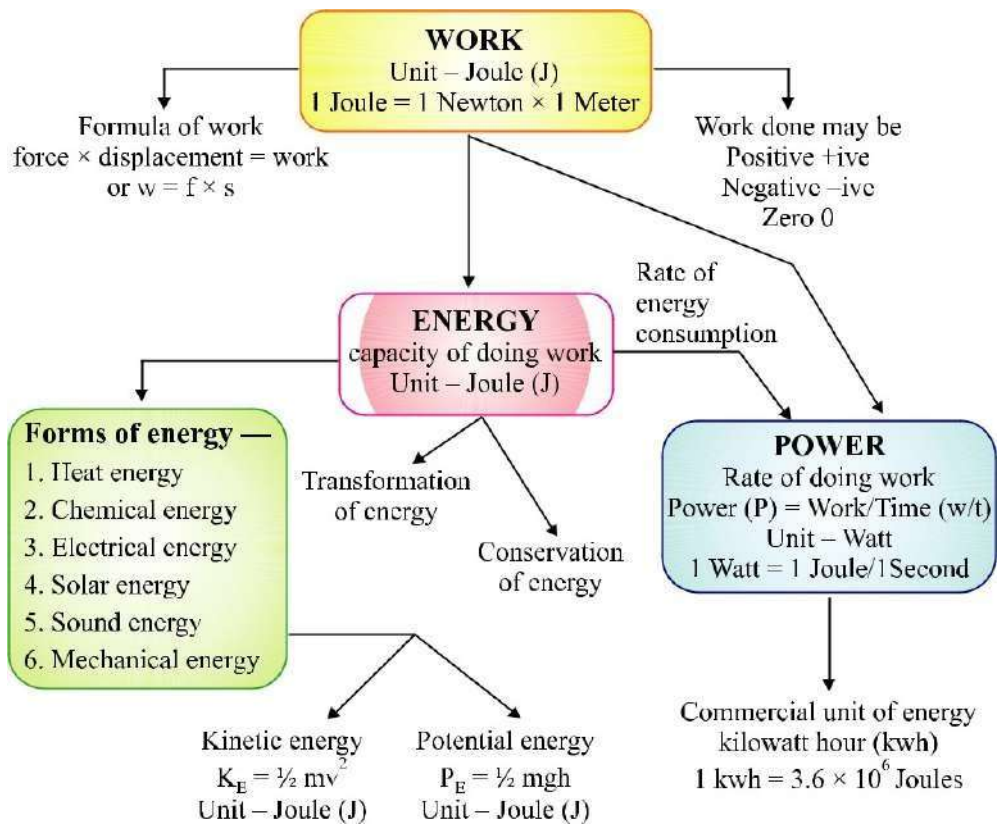 WORK
Unit – Joule (J)
1 Joule = 1 Newton × 1 Meter
Formula of work
force × displacement = work
or w = f × s
Work done may be
Positive +ive
Negative –ive
Zero 0
ENERGY
capacity of doing work
Unit – Joule (J)
Rate of
energy
consumption
Forms of energy —
1. Heat energy
2. Chemical energy
3. Electrical energy
4. Solar energy
5. Sound energy
6. Mechanical energy
Transformation
of energy
Conservation
of energy
POWER
Rate of doing work
Power (P) = Work/Time (w/t)
Unit – Watt
1 Watt = 1 Joule/1Second
Kinetic energy
K_E = ½ mv²
Unit – Joule (J)
Potential energy
P_E = ½ mgh
Unit – Joule (J)
Commercial unit of energy
kilowatt hour (kwh)
1 kwh = 3.6 × 10⁶ Joules